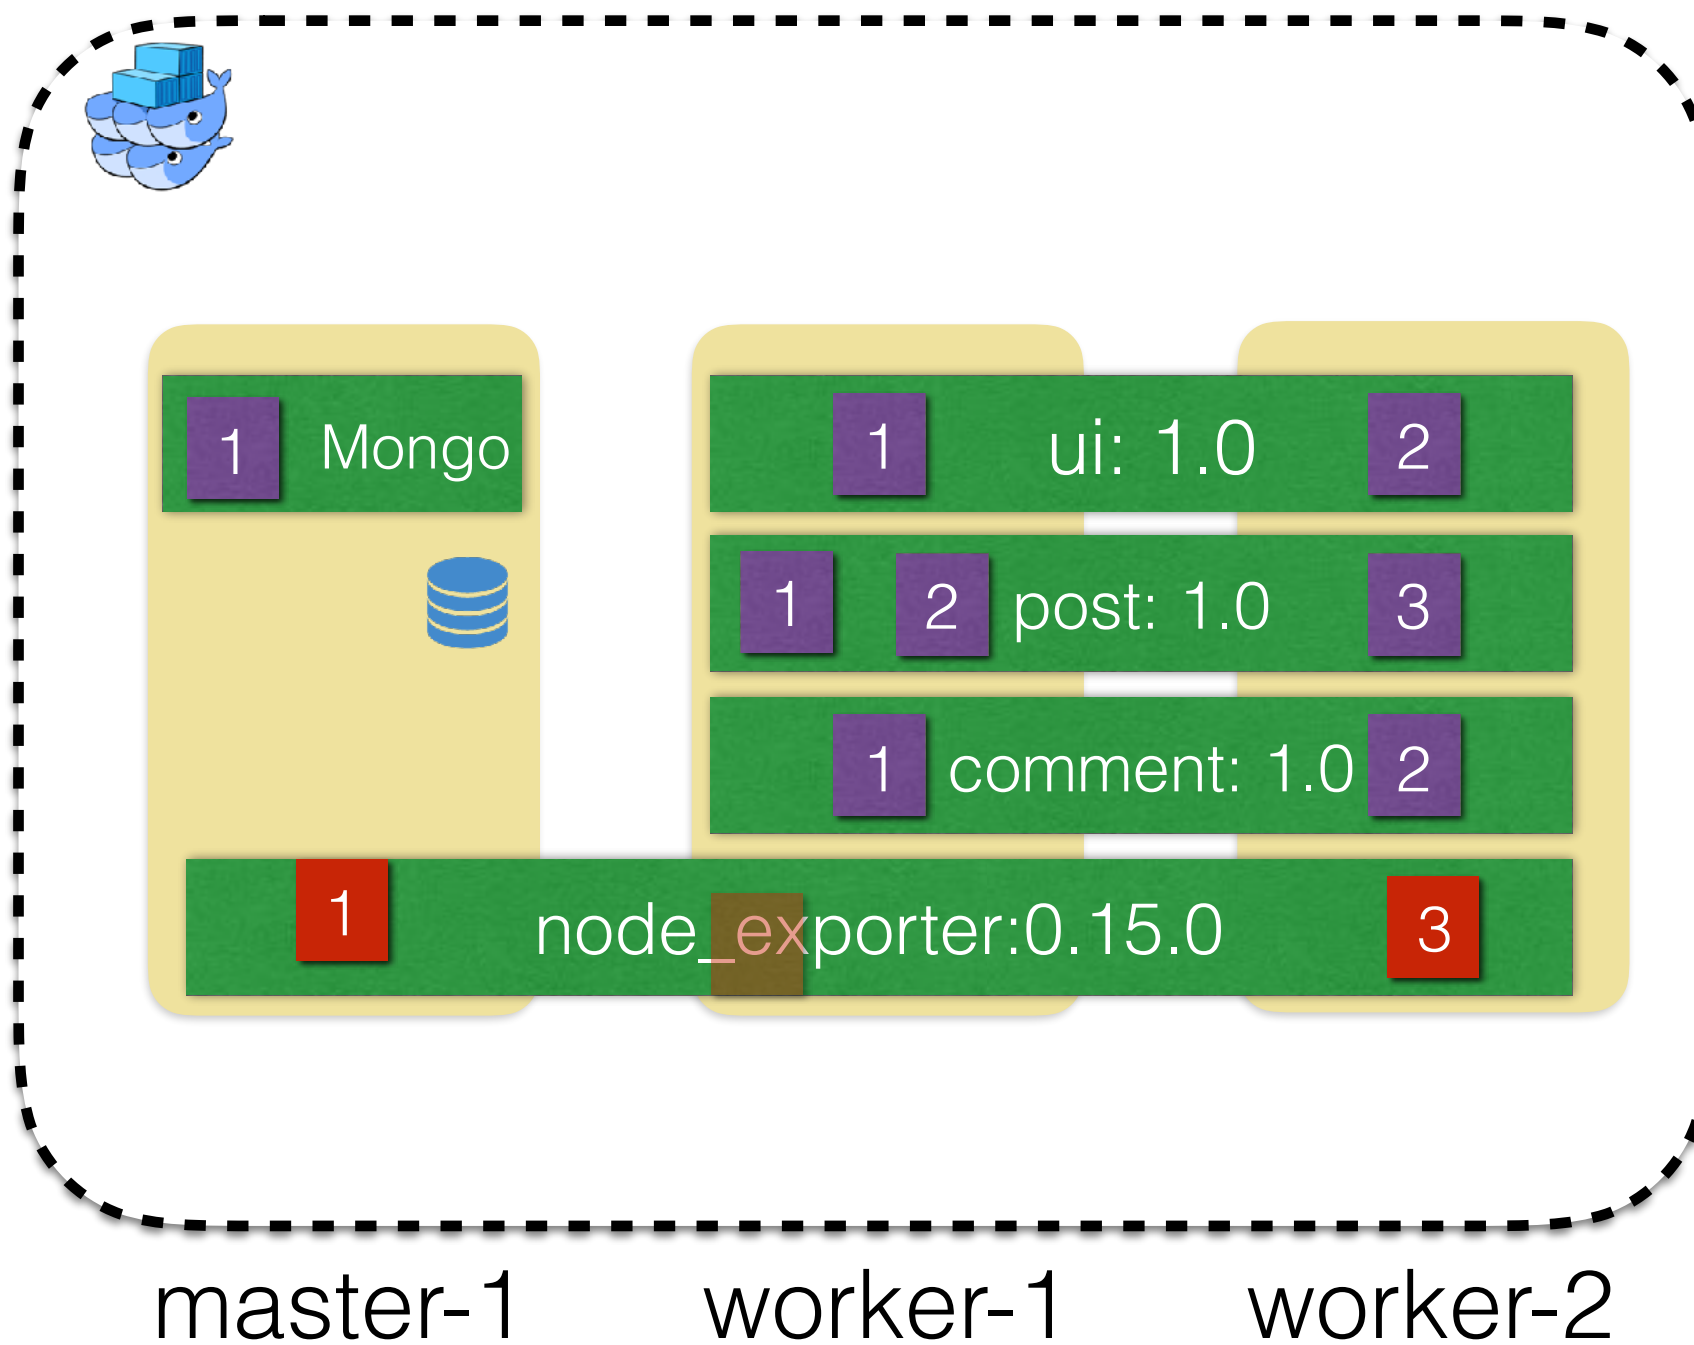 1 Mongo
1 ui: 1.0 2
1 2 post: 1.0 3
1 comment: 1.0 2
1 node_exporter:0.15.0 3
master-1 worker-1 worker-2